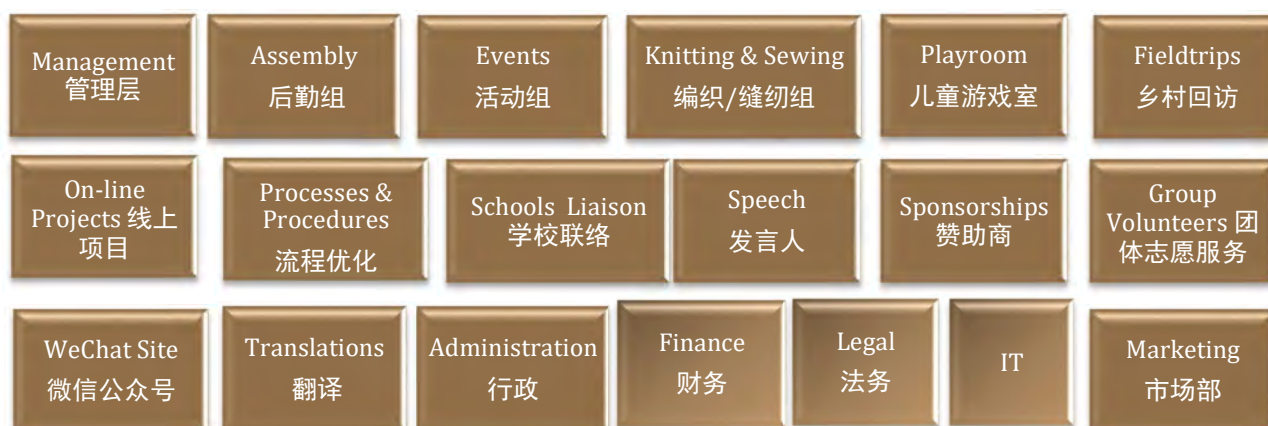 Management
管理层
Assembly
后勤组
Events
活动组
Knitting & Sewing
编织/缝纫组
Playroom
儿童游戏室
Fieldtrips
乡村回访
On-line
Projects 线上
项目
Processes &
Procedures
流程优化
Schools Liaison
学校联络
Speech
发言人
Sponsorships
赞助商
Group
Volunteers 团
体志愿服务
WeChat Site
微信公众号
Translations
翻译
Administration
行政
Finance
财务
Legal
法务
IT
Marketing
市场部